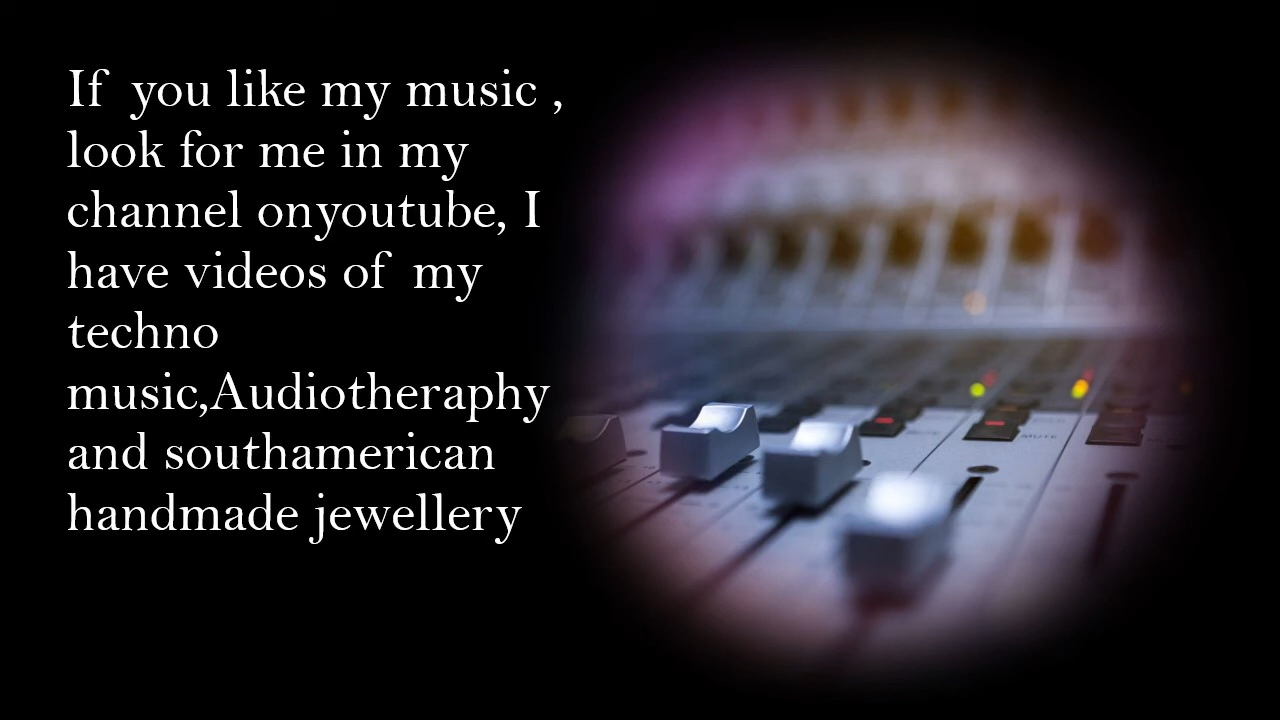 If you like my music ,
look for me in my
channel onyoutube, I
have videos of my
techno
music,Audiotheraphy
and southamerican
handmade jewellery
MUTE